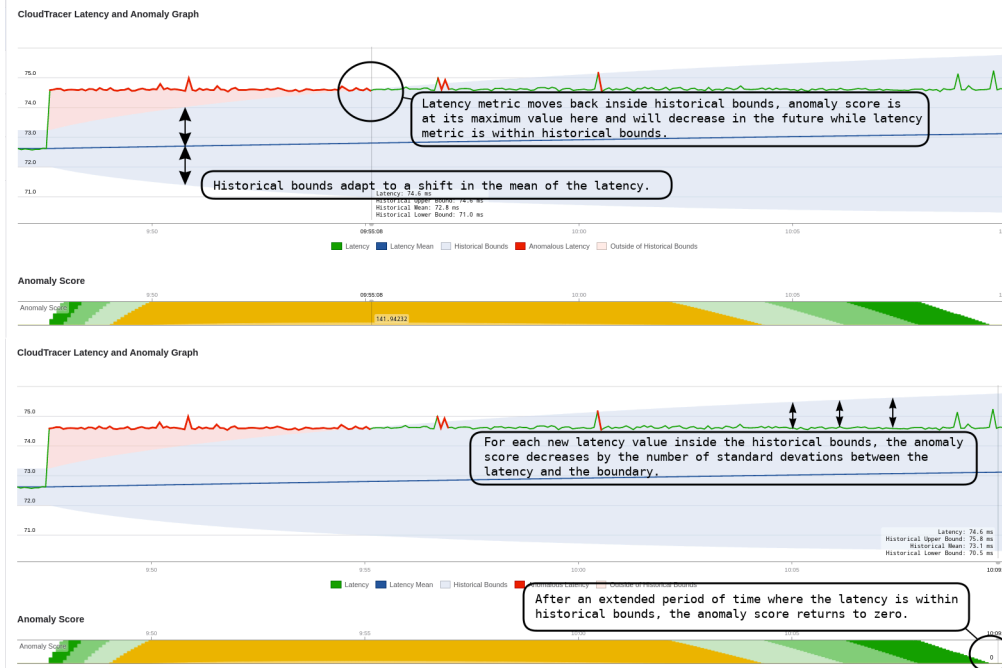 CloudTracer Latency and Anomaly Graph
75.0
74.0
73.0
72.0
71.0
Latency metric moves back inside historical bounds, anomaly score is
at its maximum value here and will decrease in the future while latency
metric is within historical bounds.
Historical bounds adapt to a shift in the mean of the latency.
Latency: 74.6 ms
Historical Upper Bound: 74.6 ms
Historical Mean: 72.8 ms
Historical Lower Bound: 71.0 ms
9:50
09:55:08
10:00
10:05
1
Latency
Latency Mean
Historical Bounds
Anomalous Latency
Outside of Historical Bounds
Anomaly Score
9:50
09:55:08
10:00
10:05
1
Anomaly Score
141.94232
CloudTracer Latency and Anomaly Graph
75.0
74.0
73.0
72.0
71.0
For each new latency value inside the historical bounds, the anomaly
score decreases by the number of standard devations between the
latency and the boundary.
Latency: 74.6 ms
Historical Upper Bound: 75.8 ms
Historical Mean: 73.1 ms
Historical Lower Bound: 70.5 ms
9:50
9:55
10:00
10:05
10:09
Latency
Latency Mean
Historical Bounds
Anomalous Latency
Outside of Historical Bounds
After an extended period of time where the latency is within
historical bounds, the anomaly score returns to zero.
Anomaly Score
9:50
9:55
10:00
10:05
10:09
Anomaly Score
0